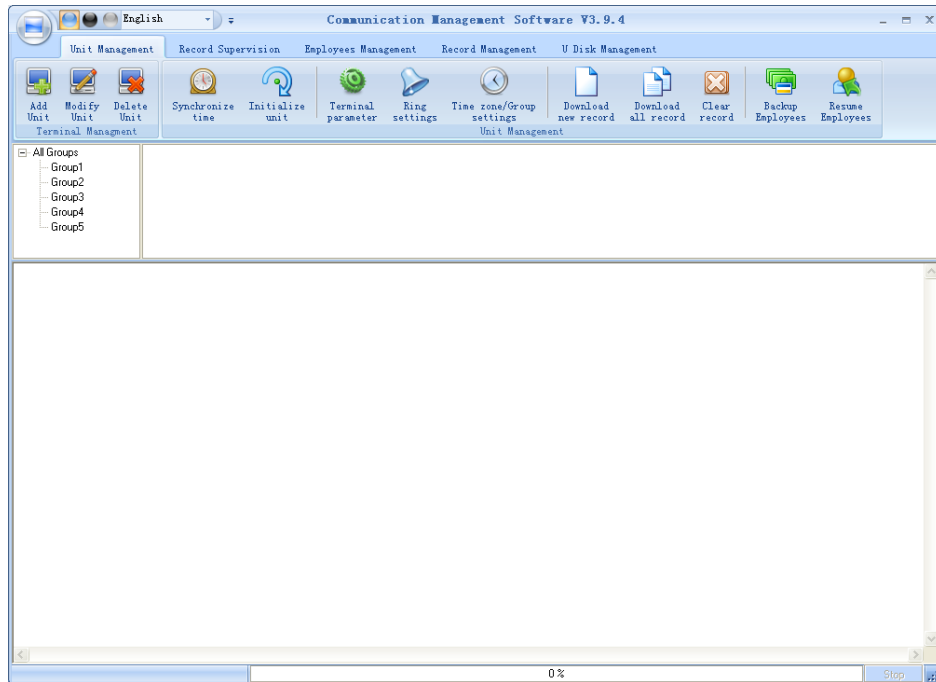 English
Communication Management Software V3.9.4
Unit Management Record Supervision Employees Management Record Management U Disk Management
Add Unit
Modify Unit
Delete Unit
Synchronize time
Initialize unit
Terminal parameter
Ring settings
Time zone/Group settings
Download new record
Download all record
Clear record
Backup Employees
Resume Employees
Terminal Managment
Unit Management
All Groups
Group1
Group2
Group3
Group4
Group5
0 %
Stop